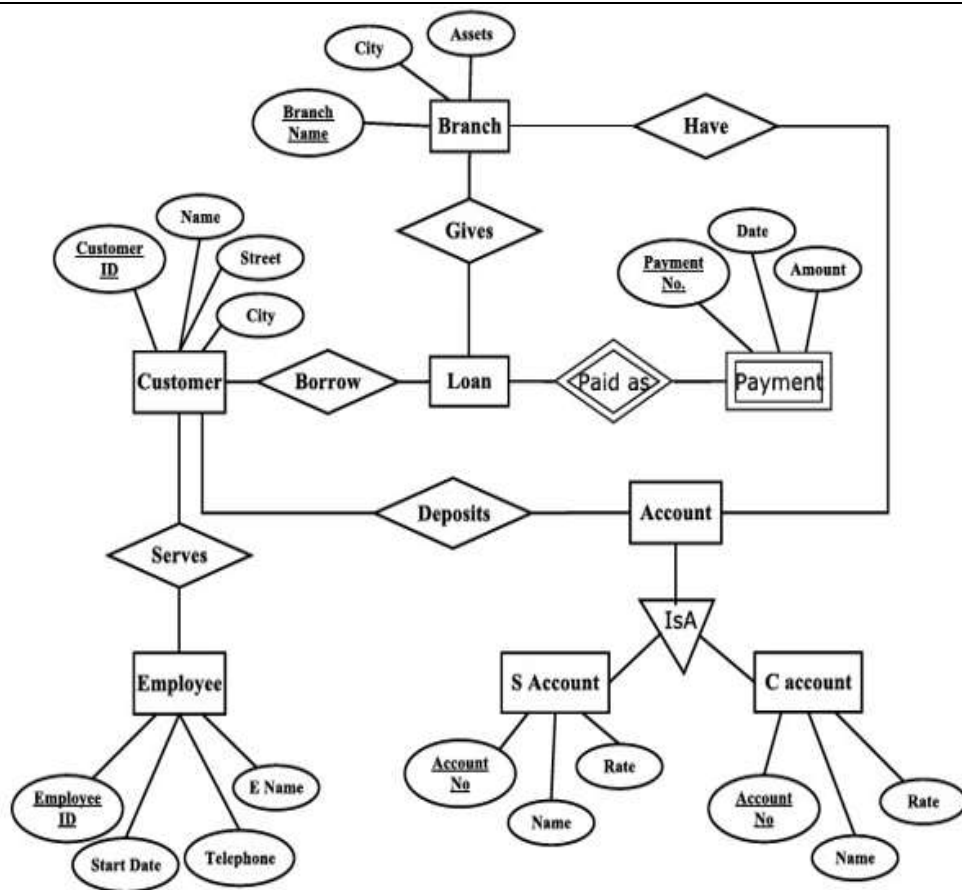 Assets
City
Branch
Name
Branch
Have
Gives
Name
Customer
ID
Street
City
Date
Payment
No.
Amount
Customer
Borrow
Loan
Paid as
Payment
Deposits
Account
Serves
IsA
Employee
S Account
C account
Employee
ID
Start Date
Telephone
E Name
Account
No
Name
Rate
Account
No
Name
Rate